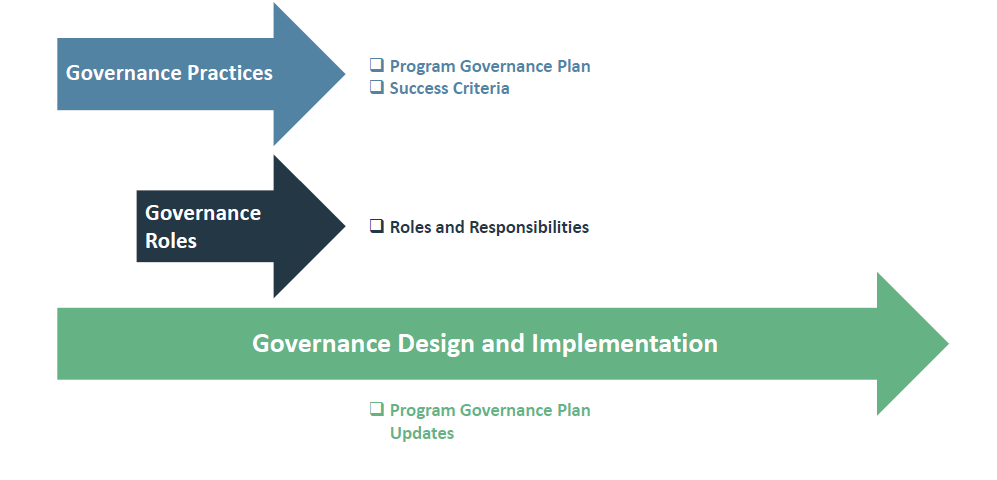 Governance Practices
❑ Program Governance Plan
❑ Success Criteria
Governance
Roles
❑ Roles and Responsibilities
Governance Design and Implementation
❑ Program Governance Plan
Updates